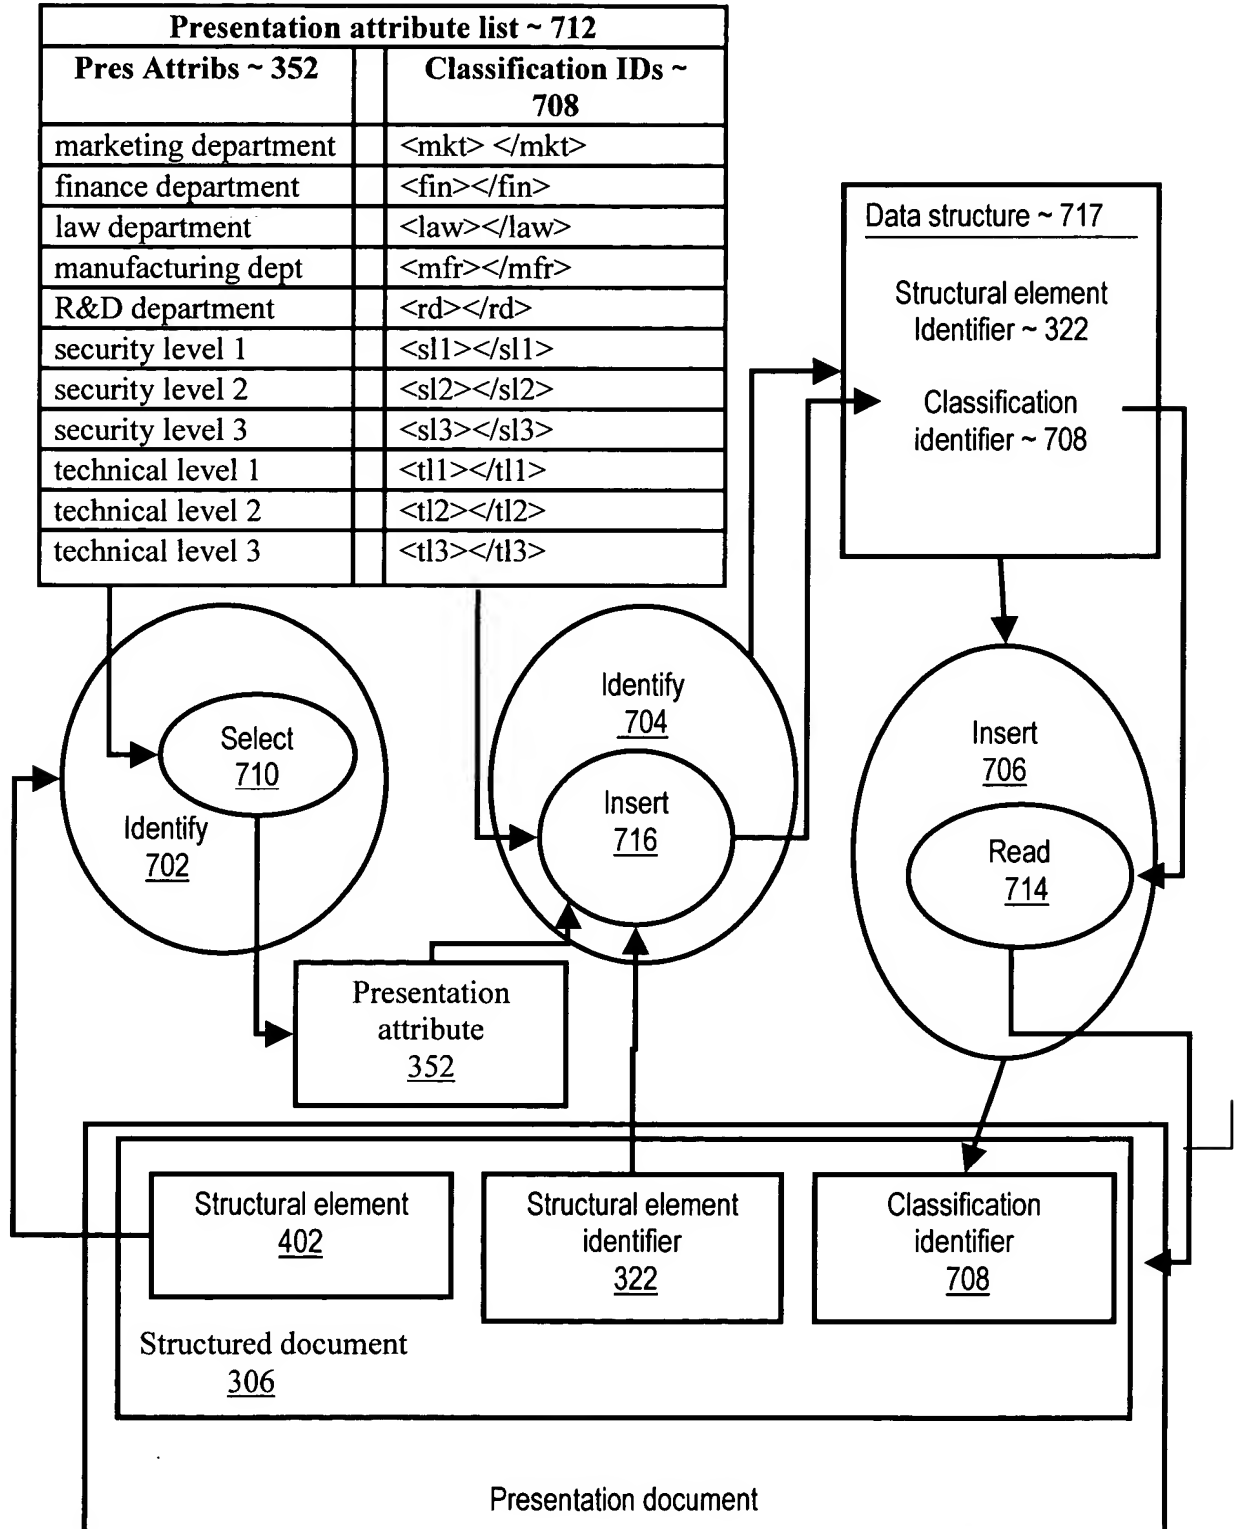 Presentation attribute list ~ 712
Pres Attribs ~ 352
Classification IDs ~
708
marketing department
<mkt> </mkt>
finance department
<fin></fin>
law department
<law></law>
manufacturing dept
<mfr></mfr>
R&D department
<rd></rd>
security level 1
<sl1></sl1>
security level 2
<sl2></sl2>
security level 3
<sl3></sl3>
technical level 1
<tl1></tl1>
technical level 2
<tl2></tl2>
technical level 3
<tl3></tl3>
Data structure ~ 717
Structural element
Identifier ~ 322
Classification
identifier ~ 708
Select
710
Identify
702
Identify
704
Insert
716
Insert
706
Read
714
Presentation
attribute
352
Structural element
402
Structural element
identifier
322
Classification
identifier
708
Structured document
306
Presentation document